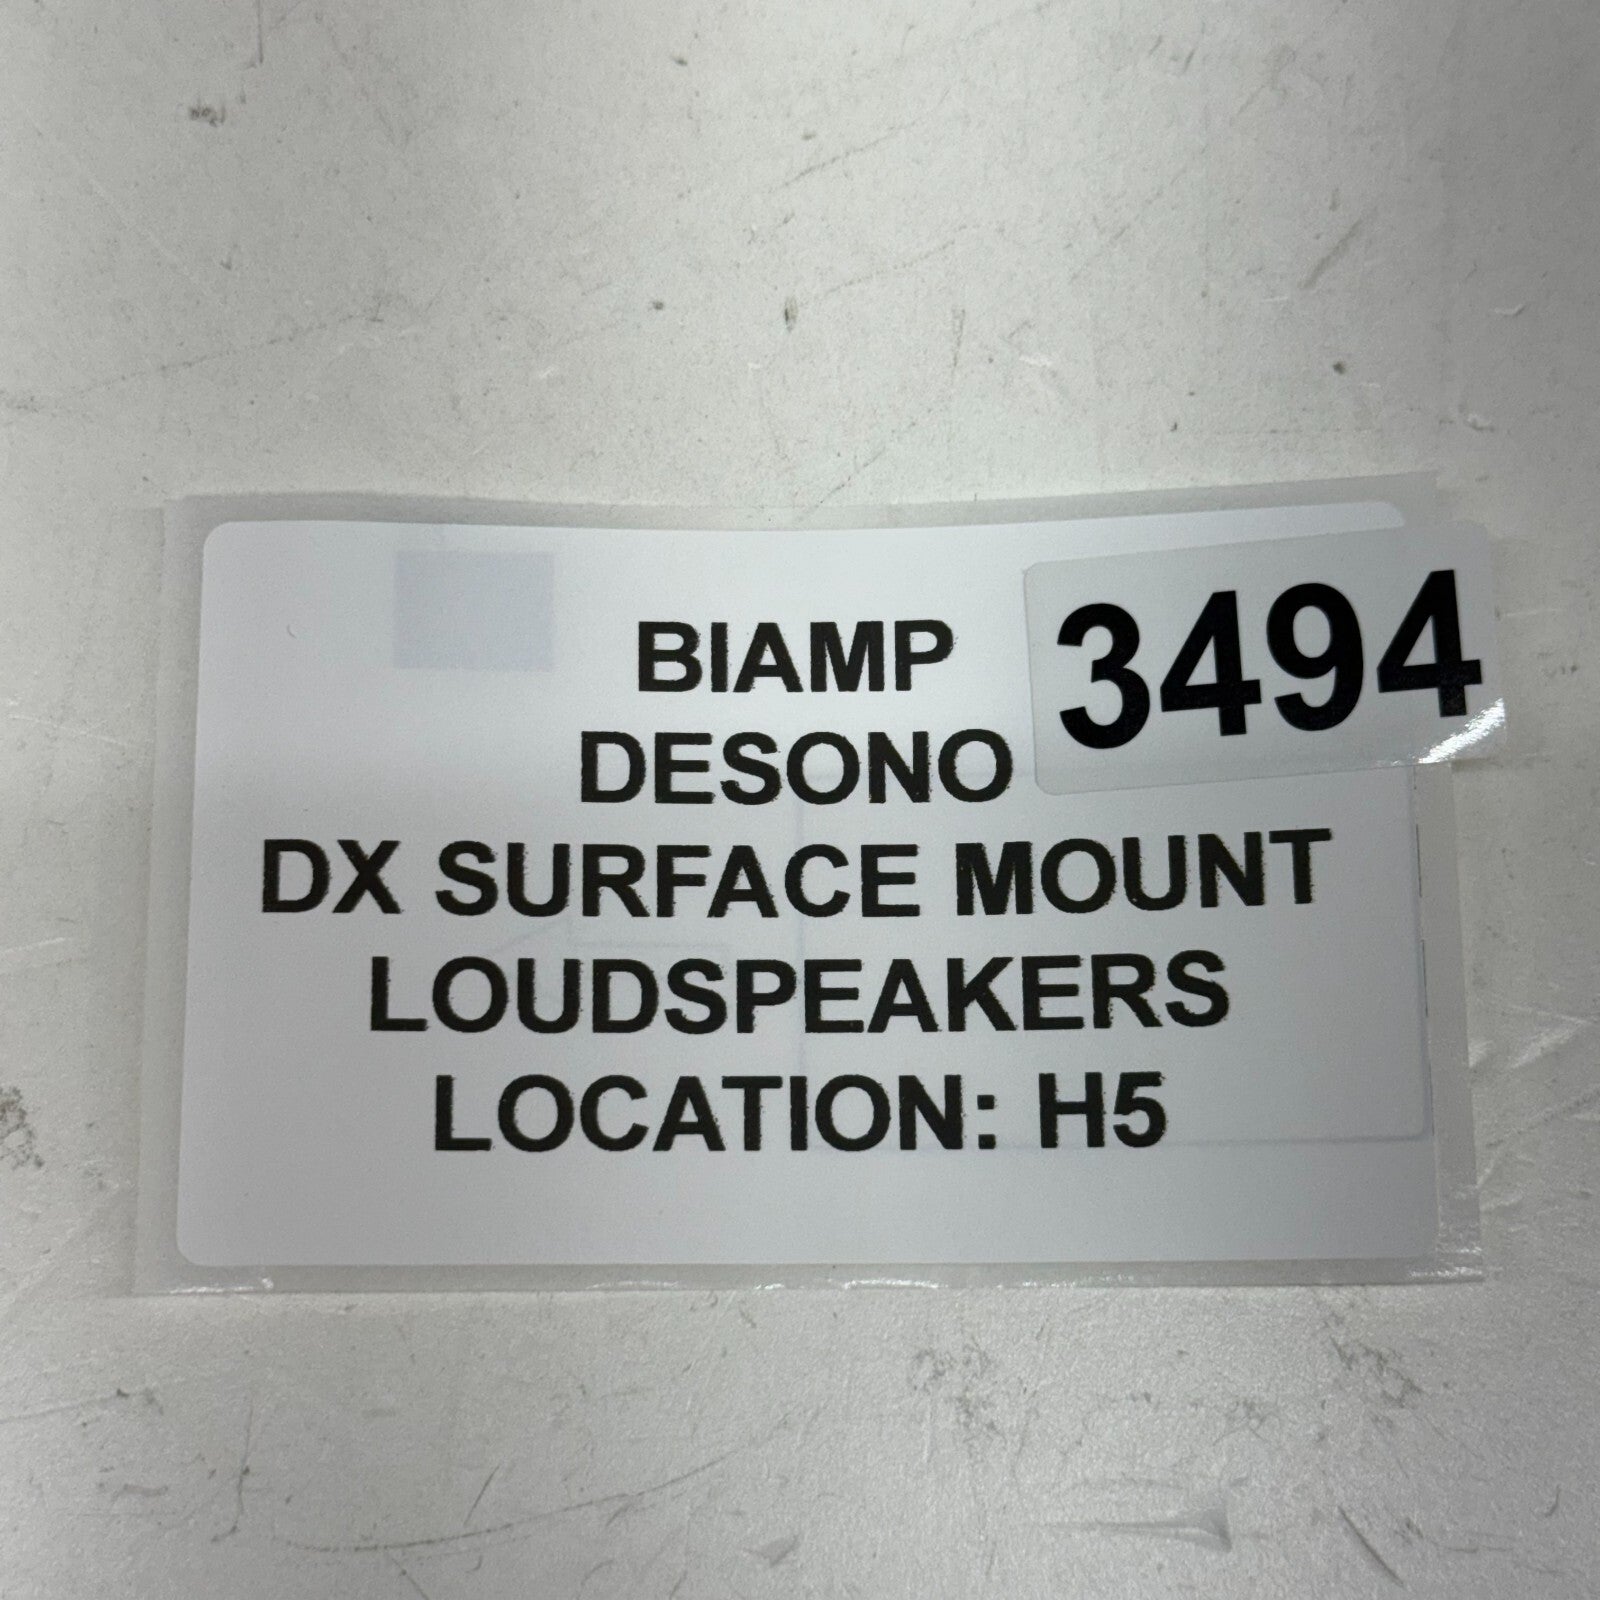 BIAMP
3494
DESONO
DX SURFACE MOUNT
LOUDSPEAKERS
LOCATION: H5